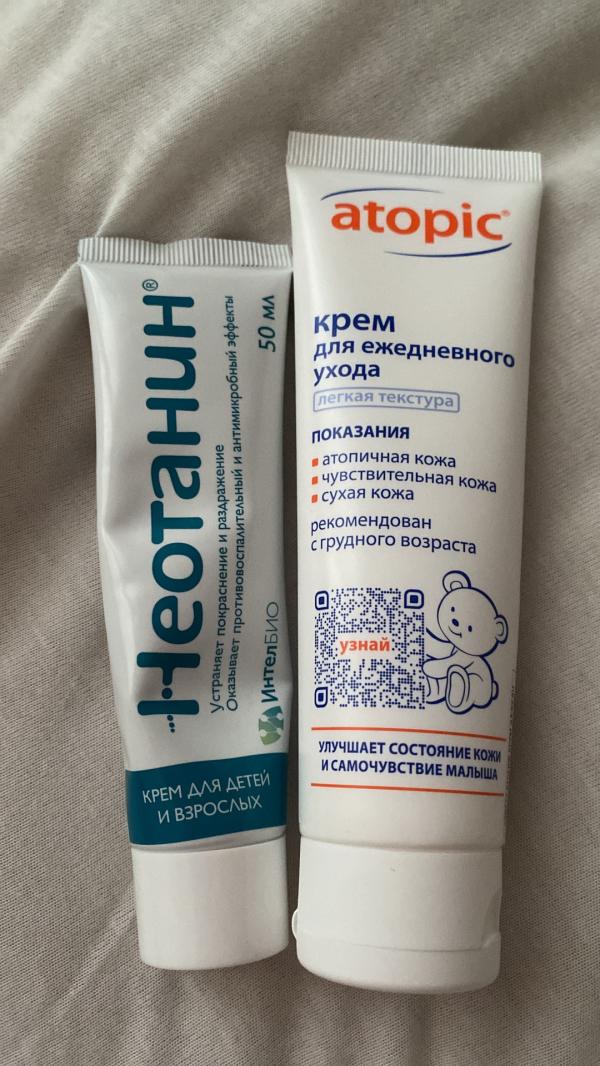 Неотанин®
50 мл
Устраняет покраснение и раздражение
Оказывает противовоспалительный и антимикробный эффекты
ИнтелБИО
КРЕМ ДЛЯ ДЕТЕЙ
И ВЗРОСЛЫХ
atopic®
крем
для ежедневного
ухода
легкая текстура
ПОКАЗАНИЯ
атопичная кожа
чувствительная кожа
сухая кожа
рекомендован
с грудного возраста
узнай
УЛУЧШАЕТ СОСТОЯНИЕ КОЖИ
И САМОЧУВСТВИЕ МАЛЫША